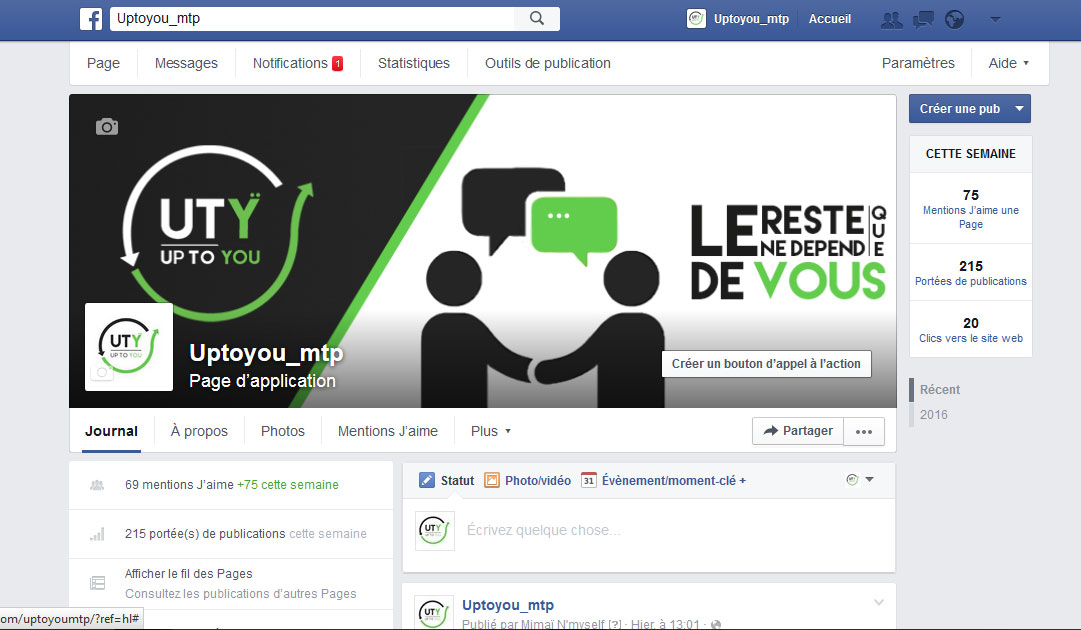 Uptoyou_mtp
Uptoyou_mtp Accueil
Page Messages Notifications 1 Statistiques Outils de publication Paramètres Aide
UTŸ
UP TO YOU
LE RESTE
NE DEPEND
QUE
DE VOUS
UTŸ
UP TO YOU
Uptoyou_mtp
Page d'application
Créer un bouton d'appel à l'action
Créer une pub
CETTE SEMAINE
75
Mentions J'aime une
Page
215
Portées de publications
20
Clics vers le site web
Récent
2016
Journal À propos Photos Mentions J'aime Plus
Partager
69 mentions J'aime +75 cette semaine
215 portée(s) de publications cette semaine
Afficher le fil des Pages
Consultez les publications d'autres Pages
Statut Photo/vidéo 31 Évènement/moment-clé +
UTŸ
Écrivez quelque chose...
UTŸ
Uptoyou_mtp
Publié par Mimaï N'myself [?] · Hier, à 13:01 ·
om/uptoyoumtp/?ref=hl#